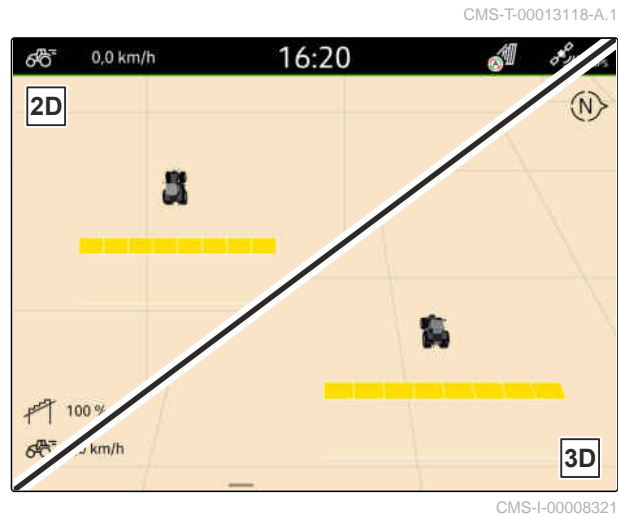 CMS-T-00013118-A.1
0,0 km/h 16:20
2D
N
100 %
km/h
3D
CMS-I-00008321